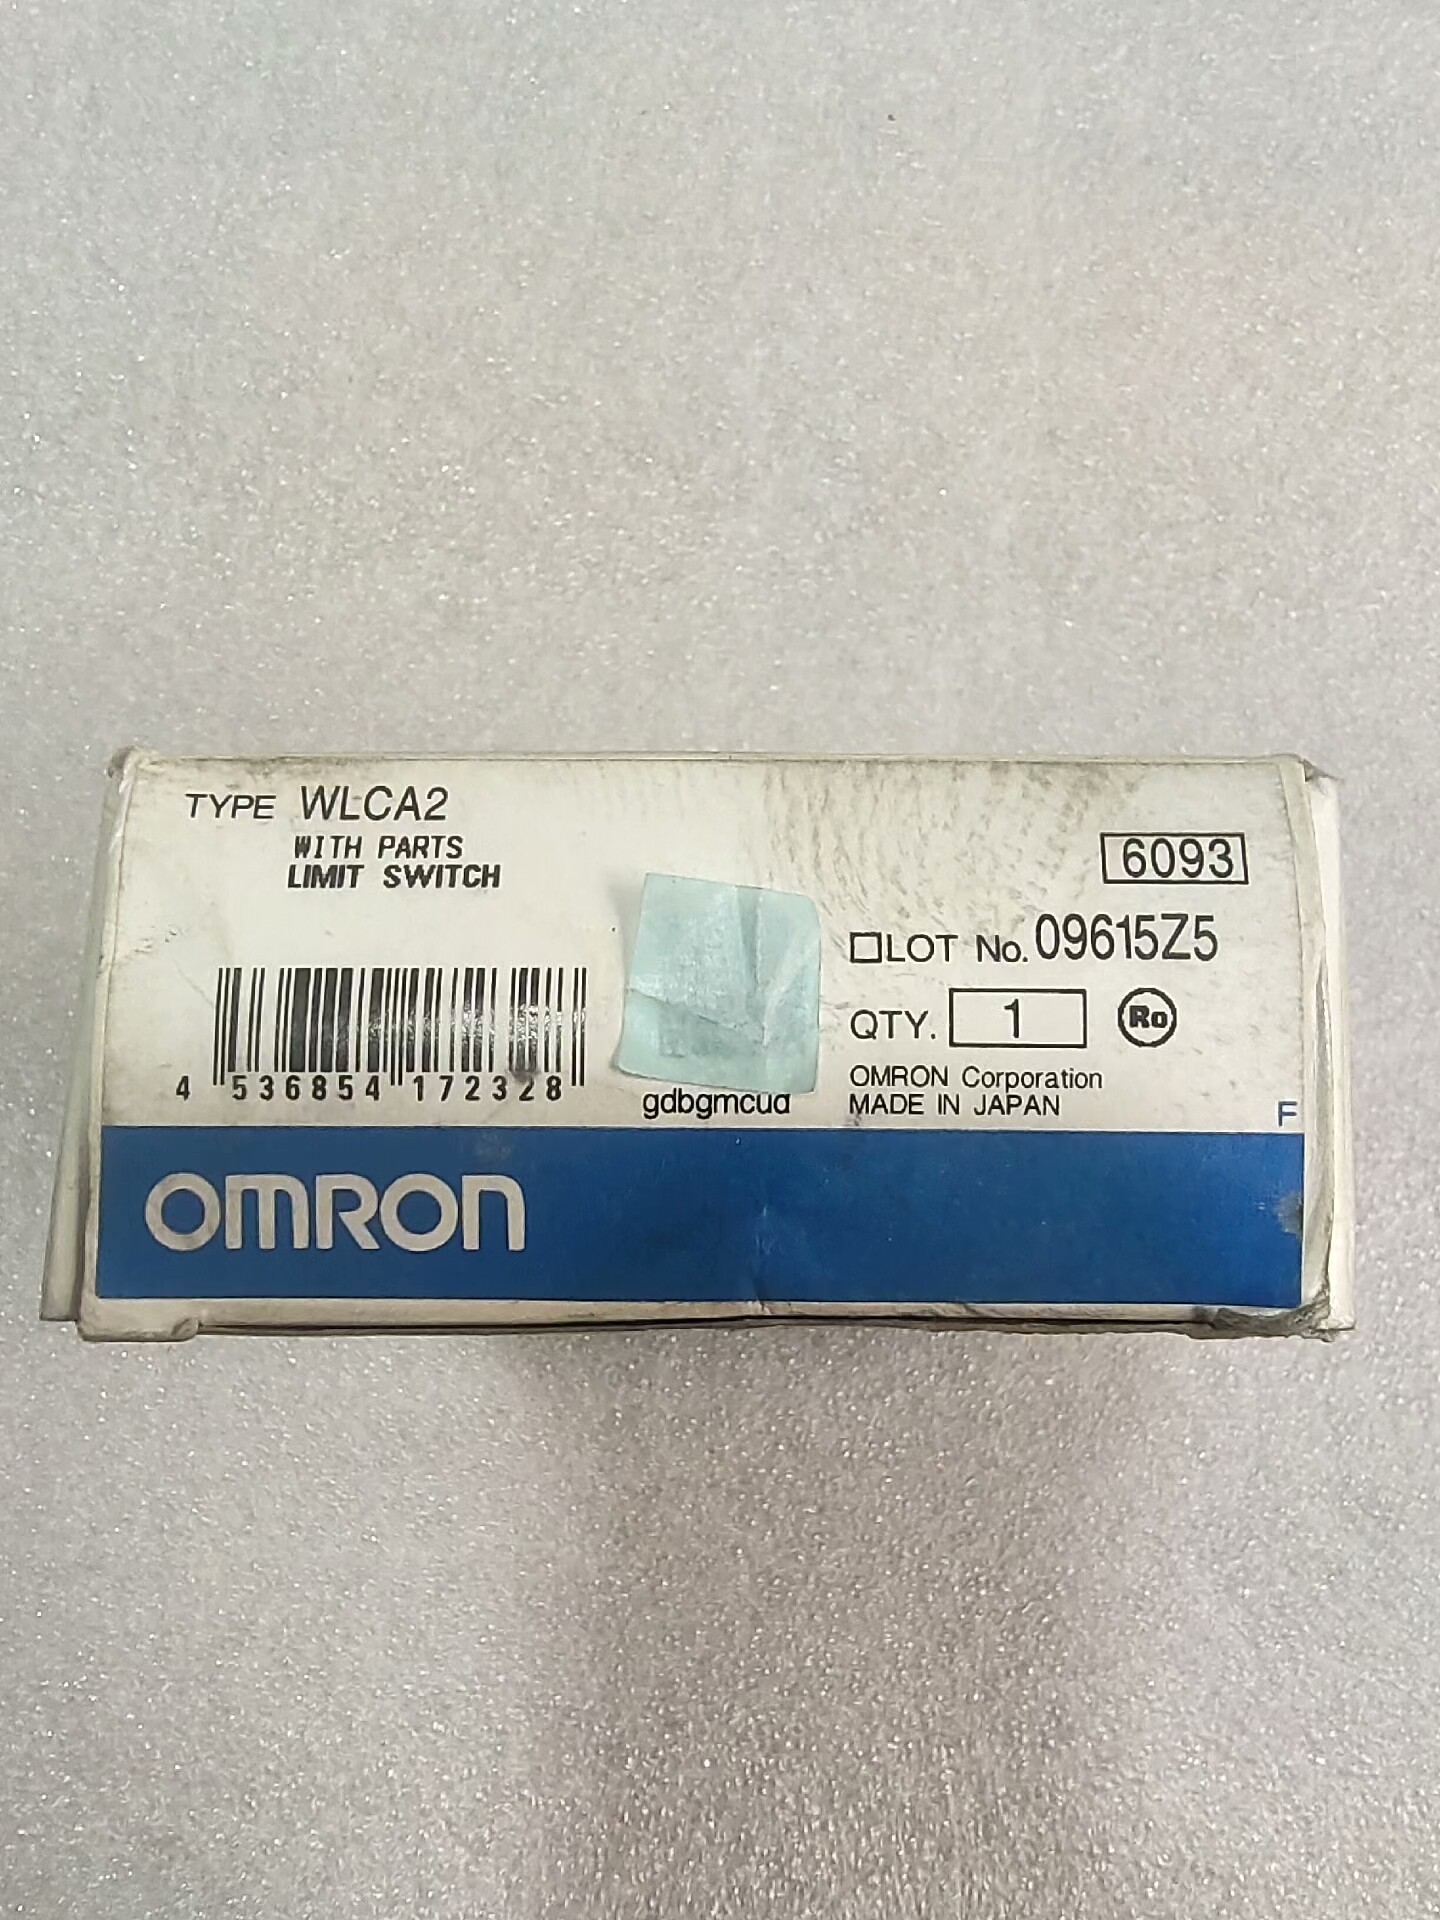 TYPE WLCA2
WITH PARTS
LIMIT SWITCH
6093
LOT No. 09615Z5
QTY. 1 Ro
4 536854 172328
gdbgmcud
OMRON Corporation
MADE IN JAPAN
F
OMRON